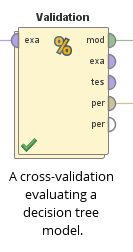 Validation
exa
mod
exa
tes
per
per
%
A cross-validation
evaluating a
decision tree
model.